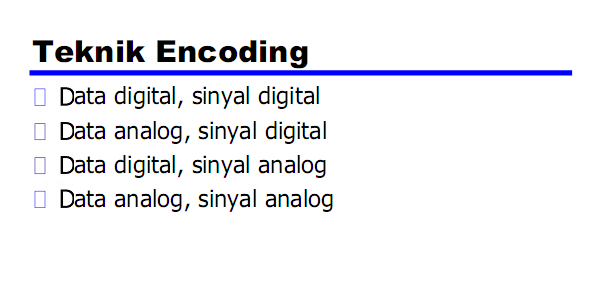 Teknik Encoding
Data digital, sinyal digital
Data analog, sinyal digital
Data digital, sinyal analog
Data analog, sinyal analog